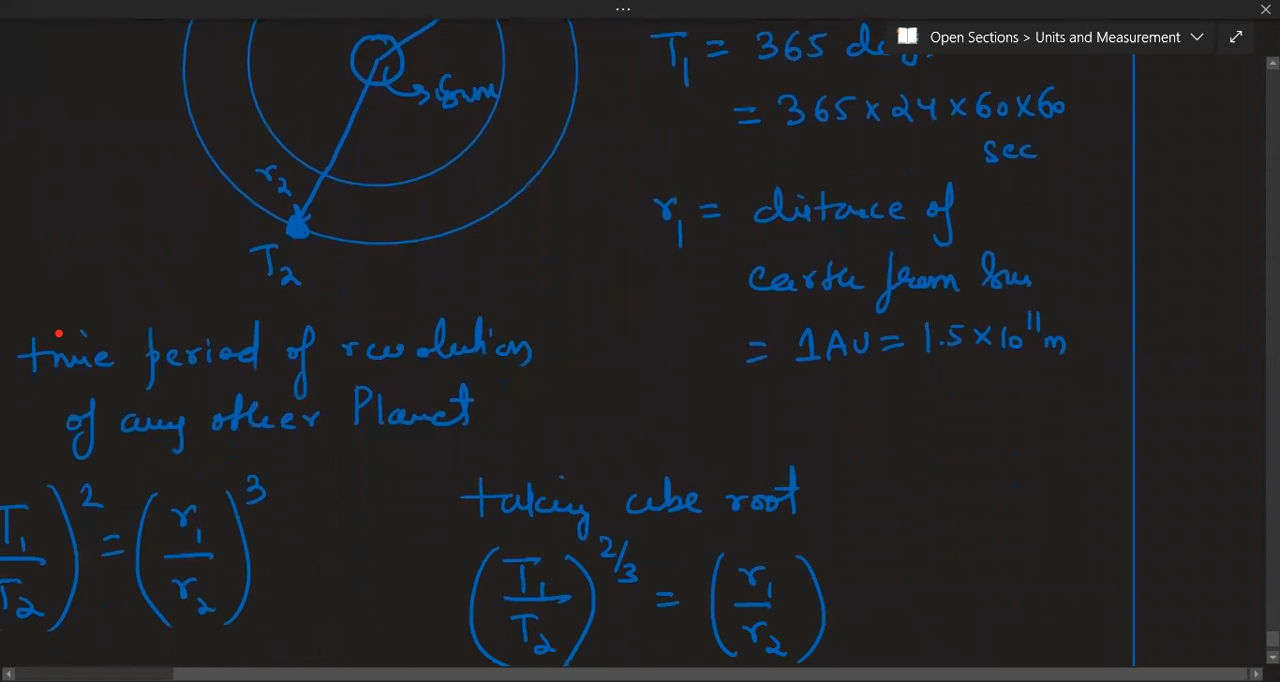 ...
Open Sections > Units and Measurement
T₁ = 365 days
= 365 × 24 × 60 × 60
sec
sun
r₂
T₂
r₁ = distance of
earth from Sun
= 1AU = 1.5 × 10¹¹ m
time period of revolution
of any other Planet
(T₁/T₂)² = (r₁/r₂)³
taking cube root
(T₁/T₂)^2/3 = (r₁/r₂)